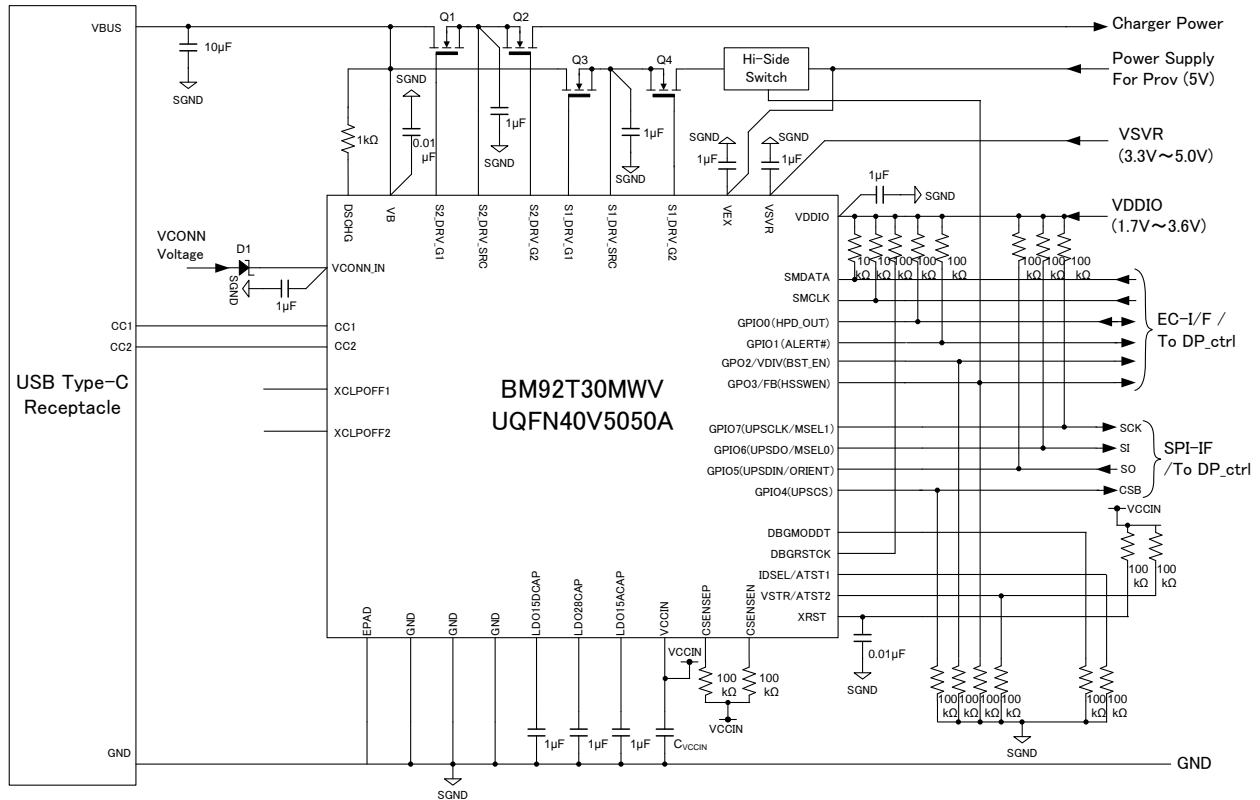 VBUS
10μF
SGND
Q1
Q2
Charger Power
Q3
Q4
Hi-Side
Switch
Power Supply
For Prov (5V)
SGND
1kΩ
0.01
μF
1μF
SGND
1μF
SGND
SGND
1μF
SGND
1μF
VSVR
(3.3V～5.0V)
1μF
SGND
VDDIO
(1.7V～3.6V)
DSCHG
VB
S2_DRV_G1
S2_DRV_SRC
S2_DRV_G2
S1_DRV_G1
S1_DRV_SRC
S1_DRV_G2
VEX
VSVR
VDDIO
VCONN
Voltage
D1
VCONN_IN
SGND
1μF
10
kΩ
10
kΩ
100
kΩ
100
kΩ
100
kΩ
100
kΩ
100
kΩ
SMDATA
SMCLK
GPIO0(HPD_OUT)
GPIO1(ALERT#)
GPO2/VDIV(BST_EN)
GPO3/FB(HSSWEN)
EC-I/F /
To DP_ctrl
CC1
CC1
CC2
CC2
USB Type-C
Receptacle
XCLPOFF1
XCLPOFF2
BM92T30MWV
UQFN40V5050A
GPIO7(UPSCLK/MSEL1)
SCK
GPIO6(UPSDO/MSEL0)
SI
GPIO5(UPSDIN/ORIENT)
SO
GPIO4(UPSCS)
CSB
SPI-IF
/To DP_ctrl
VCCIN
DBGMODDT
DBGRSTCK
IDSEL/ATST1
VSTR/ATST2
XRST
100
kΩ
100
kΩ
0.01μF
SGND
EPAD
GND
GND
GND
LDO15DCAP
LDO28CAP
LDO15ACAP
VCCIN
CSENSEP
CSENSEN
VCCIN
100
kΩ
100
kΩ
VCCIN
100
kΩ
100
kΩ
100
kΩ
100
kΩ
100
kΩ
100
kΩ
SGND
1μF
1μF
1μF
CVCCIN
GND
GND
SGND